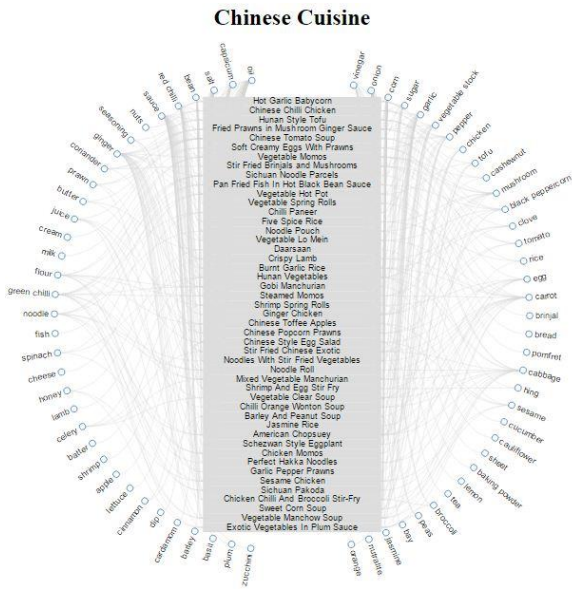 Chinese Cuisine
oil
capsicum
salt
bean
red chilli
sauce
nuts
seasoning
ginger
coriander
prawn
butter
juice
cream
milk
flour
green chilli
noodle
fish
spinach
cheese
honey
lamb
celery
batter
shrimp
apple
lettuce
cinnamon
dip
cardamom
barley
basil
plum
zucchini
Hot Garlic Babycorn
Chinese Chilli Chicken
Hunan Style Tofu
Fried Prawns in Mushroom Ginger Sauce
Chinese Tomato Soup
Soft Creamy Eggs With Prawns
Vegetable Momos
Stir Fried Brinjals and Mushrooms
Sichuan Noodle Parcels
Pan Fried Fish In Hot Black Bean Sauce
Vegetable Hot Pot
Vegetable Spring Rolls
Chilli Paneer
Five Spice Rice
Noodle Pouch
Vegetable Lo Mein
Daarsaan
Crispy Lamb
Burnt Garlic Rice
Hunan Vegetables
Gobi Manchurian
Steamed Momos
Shrimp Spring Rolls
Ginger Chicken
Chinese Toffee Apples
Chinese Popcorn Prawns
Chinese Style Egg Salad
Stir Fried Chinese Exotic
Noodles With Stir Fried Vegetables
Noodle Roll
Mixed Vegetable Manchurian
Shrimp And Egg Stir Fry
Vegetable Clear Soup
Chilli Orange Wonton Soup
Barley And Peanut Soup
Jasmine Rice
American Chopsuey
Schezwan Style Eggplant
Chicken Momos
Perfect Hakka Noodles
Garlic Pepper Prawns
Sesame Chicken
Sichuan Pakoda
Chicken Chilli And Broccoli Stir-Fry
Sweet Corn Soup
Vegetable Manchow Soup
Exotic Vegetables In Plum Sauce
vinegar
onion
corn
sugar
garlic
vegetable stock
pepper
chicken
tofu
cashewnut
mushroom
black peppercorn
clove
tomato
rice
egg
carrot
brinjal
bread
pomfret
cabbage
hing
sesame
cucumber
cauliflower
sheet
baking powder
lemon
tea
broccoli
peas
bay
jasmine
nutralite
orange